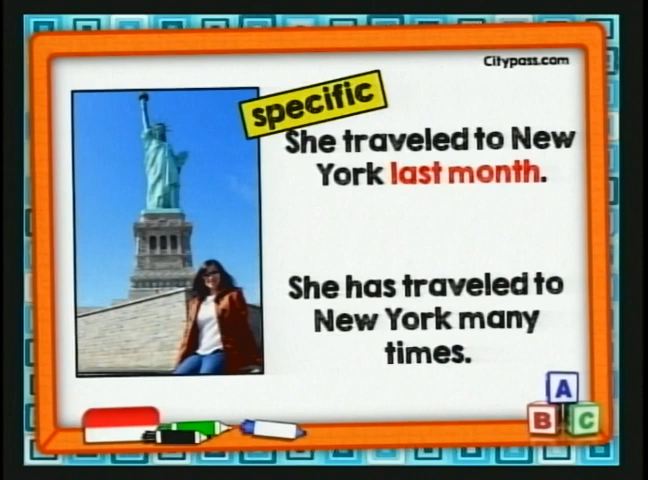 Citypass.com
specific
She traveled to New
York last month.
She has traveled to
New York many
times.
A
B C